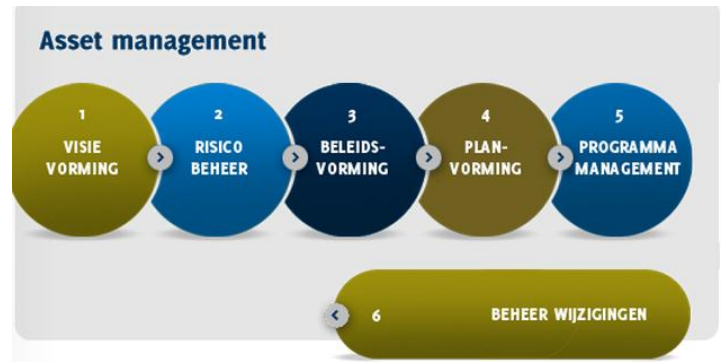 Asset management
1
VISIE
VORMING
2
RISICO
BEHEER
3
BELEIDS-
VORMING
4
PLAN-
VORMING
5
PROGRAMMA
MANAGEMENT
6 BEHEER WIJZIGINGEN